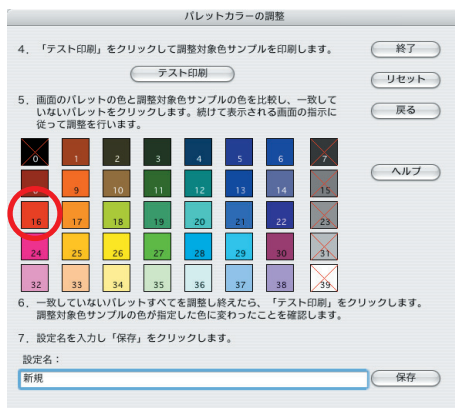 パレットカラーの調整
4．「テスト印刷」をクリックして調整対象色サンプルを印刷します。
終了
テスト印刷
リセット
5．画面のパレットの色と調整対象色サンプルの色を比較し、一致して
いないパレットをクリックします。続けて表示される画面の指示に
従って調整を行います。
戻る
ヘルプ
0 1 2 3 4 5 6 7
8 9 10 11 12 13 14 15
16 17 18 19 20 21 22 23
24 25 26 27 28 29 30 31
32 33 34 35 36 37 38 39
6．一致していないパレットすべてを調整し終えたら、「テスト印刷」をクリックします。
調整対象色サンプルの色が指定した色に変わったことを確認します。
7．設定名を入力し「保存」をクリックします。
設定名：
新規
保存